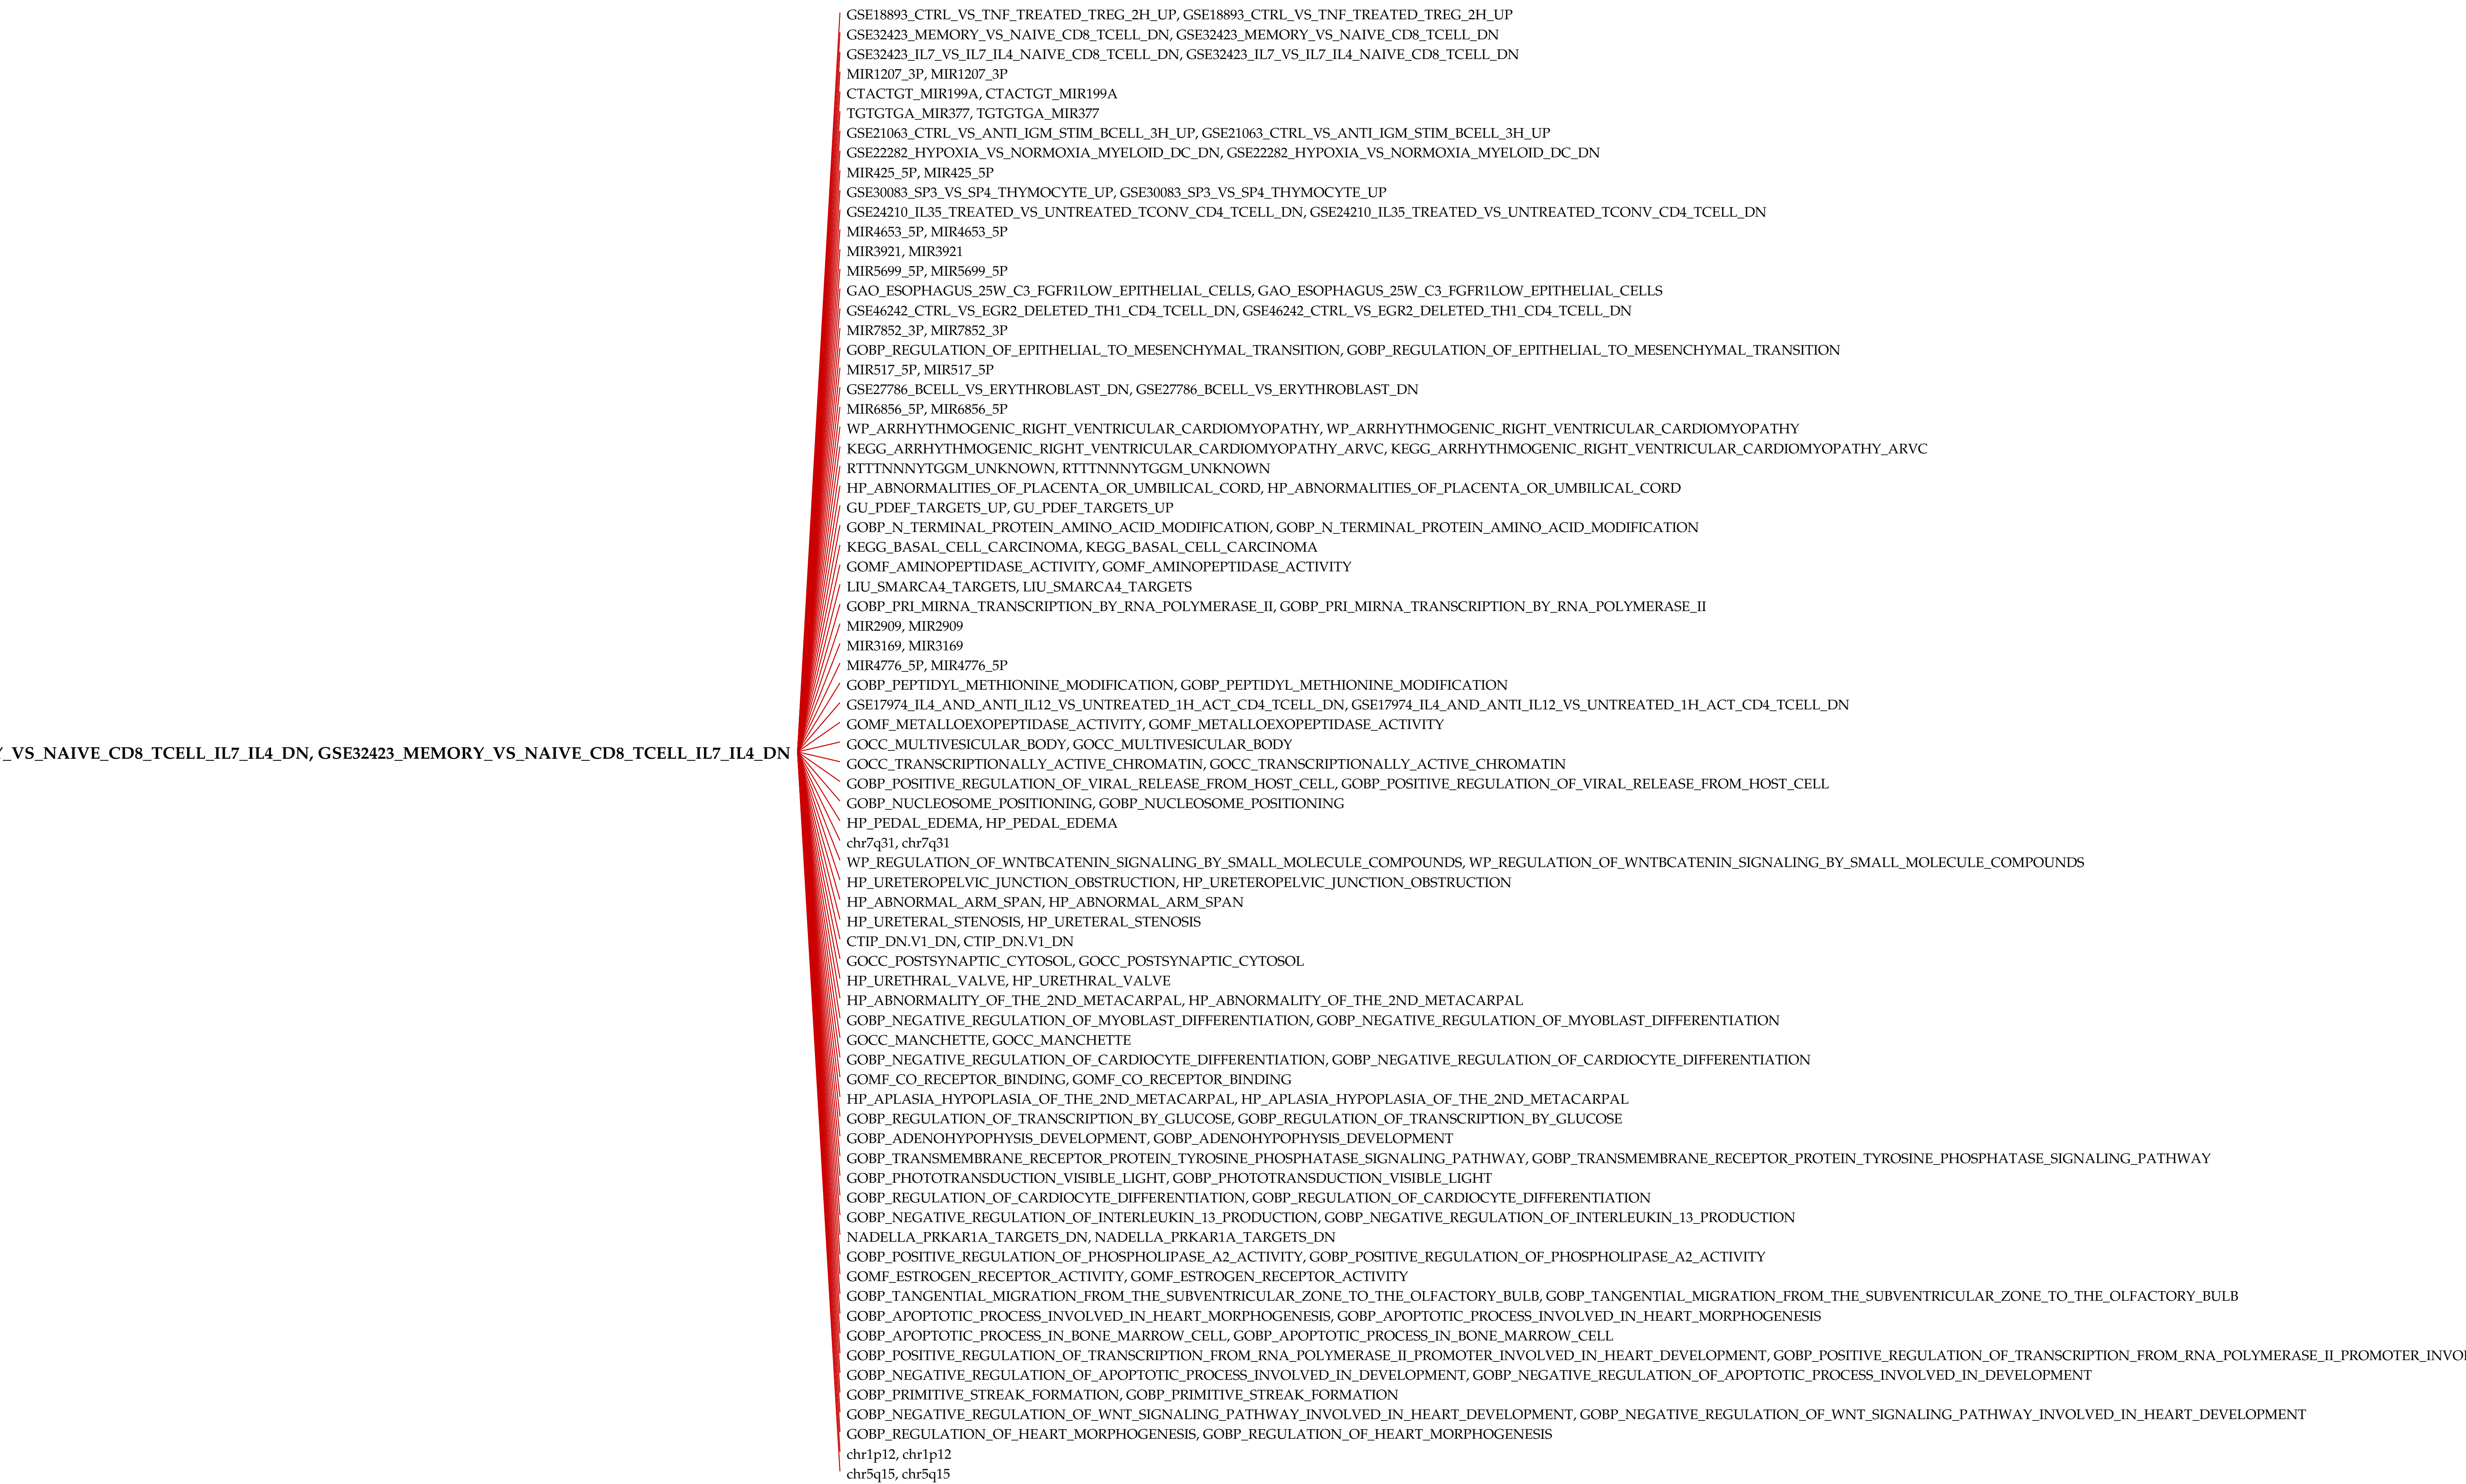 GSE18893_CTRL_VS_TNF_TREATED_TREG_2H_UP, GSE18893_CTRL_VS_TNF_TREATED_TREG_2H_UP
GSE32423_MEMORY_VS_NAIVE_CD8_TCELL_DN, GSE32423_MEMORY_VS_NAIVE_CD8_TCELL_DN
GSE32423_IL7_VS_IL7_IL4_NAIVE_CD8_TCELL_DN, GSE32423_IL7_VS_IL7_IL4_NAIVE_CD8_TCELL_DN
MIR1207_3P, MIR1207_3P
CTACTGT_MIR199A, CTACTGT_MIR199A
TGTGTGA_MIR377, TGTGTGA_MIR377
GSE21063_CTRL_VS_ANTI_IGM_STIM_BCELL_3H_UP, GSE21063_CTRL_VS_ANTI_IGM_STIM_BCELL_3H_UP
GSE22282_HYPOXIA_VS_NORMOXIA_MYELOID_DC_DN, GSE22282_HYPOXIA_VS_NORMOXIA_MYELOID_DC_DN
MIR425_5P, MIR425_5P
GSE30083_SP3_VS_SP4_THYMOCYTE_UP, GSE30083_SP3_VS_SP4_THYMOCYTE_UP
GSE24210_IL35_TREATED_VS_UNTREATED_TCONV_CD4_TCELL_DN, GSE24210_IL35_TREATED_VS_UNTREATED_TCONV_CD4_TCELL_DN
MIR4653_5P, MIR4653_5P
MIR3921, MIR3921
MIR5699_5P, MIR5699_5P
GAO_ESOPHAGUS_25W_C3_FGFR1LOW_EPITHELIAL_CELLS, GAO_ESOPHAGUS_25W_C3_FGFR1LOW_EPITHELIAL_CELLS
GSE46242_CTRL_VS_EGR2_DELETED_TH1_CD4_TCELL_DN, GSE46242_CTRL_VS_EGR2_DELETED_TH1_CD4_TCELL_DN
MIR7852_3P, MIR7852_3P
GOBP_REGULATION_OF_EPITHELIAL_TO_MESENCHYMAL_TRANSITION, GOBP_REGULATION_OF_EPITHELIAL_TO_MESENCHYMAL_TRANSITION
MIR517_5P, MIR517_5P
GSE27786_BCELL_VS_ERYTHROBLAST_DN, GSE27786_BCELL_VS_ERYTHROBLAST_DN
MIR6856_5P, MIR6856_5P
WP_ARRHYTHMOGENIC_RIGHT_VENTRICULAR_CARDIOMYOPATHY, WP_ARRHYTHMOGENIC_RIGHT_VENTRICULAR_CARDIOMYOPATHY
KEGG_ARRHYTHMOGENIC_RIGHT_VENTRICULAR_CARDIOMYOPATHY_ARVC, KEGG_ARRHYTHMOGENIC_RIGHT_VENTRICULAR_CARDIOMYOPATHY_ARVC
RTTTNNNYTGGM_UNKNOWN, RTTTNNNYTGGM_UNKNOWN
HP_ABNORMALITIES_OF_PLACENTA_OR_UMBILICAL_CORD, HP_ABNORMALITIES_OF_PLACENTA_OR_UMBILICAL_CORD
GU_PDEF_TARGETS_UP, GU_PDEF_TARGETS_UP
GOBP_N_TERMINAL_PROTEIN_AMINO_ACID_MODIFICATION, GOBP_N_TERMINAL_PROTEIN_AMINO_ACID_MODIFICATION
KEGG_BASAL_CELL_CARCINOMA, KEGG_BASAL_CELL_CARCINOMA
GOMF_AMINOPEPTIDASE_ACTIVITY, GOMF_AMINOPEPTIDASE_ACTIVITY
LIU_SMARCA4_TARGETS, LIU_SMARCA4_TARGETS
GOBP_PRI_MIRNA_TRANSCRIPTION_BY_RNA_POLYMERASE_II, GOBP_PRI_MIRNA_TRANSCRIPTION_BY_RNA_POLYMERASE_II
MIR2909, MIR2909
MIR3169, MIR3169
MIR4776_5P, MIR4776_5P
GOBP_PEPTIDYL_METHIONINE_MODIFICATION, GOBP_PEPTIDYL_METHIONINE_MODIFICATION
GSE17974_IL4_AND_ANTI_IL12_VS_UNTREATED_1H_ACT_CD4_TCELL_DN, GSE17974_IL4_AND_ANTI_IL12_VS_UNTREATED_1H_ACT_CD4_TCELL_DN
GOMF_METALLOEXOPEPTIDASE_ACTIVITY, GOMF_METALLOEXOPEPTIDASE_ACTIVITY
GOCC_MULTIVESICULAR_BODY, GOCC_MULTIVESICULAR_BODY
_VS_NAIVE_CD8_TCELL_IL7_IL4_DN, GSE32423_MEMORY_VS_NAIVE_CD8_TCELL_IL7_IL4_DN
GOCC_TRANSCRIPTIONALLY_ACTIVE_CHROMATIN, GOCC_TRANSCRIPTIONALLY_ACTIVE_CHROMATIN
GOBP_POSITIVE_REGULATION_OF_VIRAL_RELEASE_FROM_HOST_CELL, GOBP_POSITIVE_REGULATION_OF_VIRAL_RELEASE_FROM_HOST_CELL
GOBP_NUCLEOSOME_POSITIONING, GOBP_NUCLEOSOME_POSITIONING
HP_PEDAL_EDEMA, HP_PEDAL_EDEMA
chr7q31, chr7q31
WP_REGULATION_OF_WNTBCATENIN_SIGNALING_BY_SMALL_MOLECULE_COMPOUNDS, WP_REGULATION_OF_WNTBCATENIN_SIGNALING_BY_SMALL_MOLECULE_COMPOUNDS
HP_URETEROPELVIC_JUNCTION_OBSTRUCTION, HP_URETEROPELVIC_JUNCTION_OBSTRUCTION
HP_ABNORMAL_ARM_SPAN, HP_ABNORMAL_ARM_SPAN
HP_URETERAL_STENOSIS, HP_URETERAL_STENOSIS
CTIP_DN.V1_DN, CTIP_DN.V1_DN
GOCC_POSTSYNAPTIC_CYTOSOL, GOCC_POSTSYNAPTIC_CYTOSOL
HP_URETHRAL_VALVE, HP_URETHRAL_VALVE
HP_ABNORMALITY_OF_THE_2ND_METACARPAL, HP_ABNORMALITY_OF_THE_2ND_METACARPAL
GOBP_NEGATIVE_REGULATION_OF_MYOBLAST_DIFFERENTIATION, GOBP_NEGATIVE_REGULATION_OF_MYOBLAST_DIFFERENTIATION
GOCC_MANCHETTE, GOCC_MANCHETTE
GOBP_NEGATIVE_REGULATION_OF_CARDIOCYTE_DIFFERENTIATION, GOBP_NEGATIVE_REGULATION_OF_CARDIOCYTE_DIFFERENTIATION
GOMF_CO_RECEPTOR_BINDING, GOMF_CO_RECEPTOR_BINDING
HP_APLASIA_HYPOPLASIA_OF_THE_2ND_METACARPAL, HP_APLASIA_HYPOPLASIA_OF_THE_2ND_METACARPAL
GOBP_REGULATION_OF_TRANSCRIPTION_BY_GLUCOSE, GOBP_REGULATION_OF_TRANSCRIPTION_BY_GLUCOSE
GOBP_ADENOHYPOPHYSIS_DEVELOPMENT, GOBP_ADENOHYPOPHYSIS_DEVELOPMENT
GOBP_TRANSMEMBRANE_RECEPTOR_PROTEIN_TYROSINE_PHOSPHATASE_SIGNALING_PATHWAY, GOBP_TRANSMEMBRANE_RECEPTOR_PROTEIN_TYROSINE_PHOSPHATASE_SIGNALING_PATHWAY
GOBP_PHOTOTRANSDUCTION_VISIBLE_LIGHT, GOBP_PHOTOTRANSDUCTION_VISIBLE_LIGHT
GOBP_REGULATION_OF_CARDIOCYTE_DIFFERENTIATION, GOBP_REGULATION_OF_CARDIOCYTE_DIFFERENTIATION
GOBP_NEGATIVE_REGULATION_OF_INTERLEUKIN_13_PRODUCTION, GOBP_NEGATIVE_REGULATION_OF_INTERLEUKIN_13_PRODUCTION
NADELLA_PRKAR1A_TARGETS_DN, NADELLA_PRKAR1A_TARGETS_DN
GOBP_POSITIVE_REGULATION_OF_PHOSPHOLIPASE_A2_ACTIVITY, GOBP_POSITIVE_REGULATION_OF_PHOSPHOLIPASE_A2_ACTIVITY
GOMF_ESTROGEN_RECEPTOR_ACTIVITY, GOMF_ESTROGEN_RECEPTOR_ACTIVITY
GOBP_TANGENTIAL_MIGRATION_FROM_THE_SUBVENTRICULAR_ZONE_TO_THE_OLFACTORY_BULB, GOBP_TANGENTIAL_MIGRATION_FROM_THE_SUBVENTRICULAR_ZONE_TO_THE_OLFACTORY_BULB
GOBP_APOPTOTIC_PROCESS_INVOLVED_IN_HEART_MORPHOGENESIS, GOBP_APOPTOTIC_PROCESS_INVOLVED_IN_HEART_MORPHOGENESIS
GOBP_APOPTOTIC_PROCESS_IN_BONE_MARROW_CELL, GOBP_APOPTOTIC_PROCESS_IN_BONE_MARROW_CELL
GOBP_POSITIVE_REGULATION_OF_TRANSCRIPTION_FROM_RNA_POLYMERASE_II_PROMOTER_INVOLVED_IN_HEART_DEVELOPMENT, GOBP_POSITIVE_REGULATION_OF_TRANSCRIPTION_FROM_RNA_POLYMERASE_II_PROMOTER_INVO
GOBP_NEGATIVE_REGULATION_OF_APOPTOTIC_PROCESS_INVOLVED_IN_DEVELOPMENT, GOBP_NEGATIVE_REGULATION_OF_APOPTOTIC_PROCESS_INVOLVED_IN_DEVELOPMENT
GOBP_PRIMITIVE_STREAK_FORMATION, GOBP_PRIMITIVE_STREAK_FORMATION
GOBP_NEGATIVE_REGULATION_OF_WNT_SIGNALING_PATHWAY_INVOLVED_IN_HEART_DEVELOPMENT, GOBP_NEGATIVE_REGULATION_OF_WNT_SIGNALING_PATHWAY_INVOLVED_IN_HEART_DEVELOPMENT
GOBP_REGULATION_OF_HEART_MORPHOGENESIS, GOBP_REGULATION_OF_HEART_MORPHOGENESIS
chr1p12, chr1p12
chr5q15, chr5q15